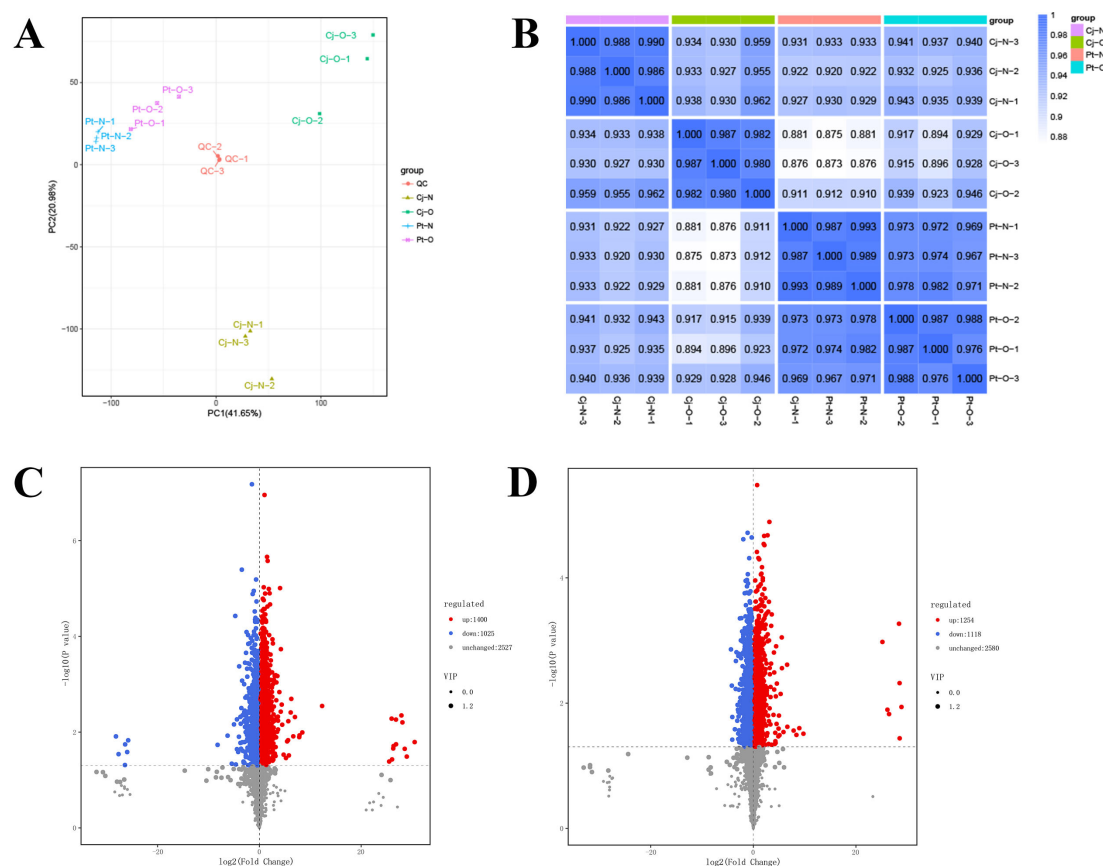 A
Cj-O-3
Cj-O-1
Cj-O-2
Pt-O-3
Pt-O-2
Pt-O-1
Pt-N-1
Pt-N-2
Pt-N-3
QC-2
QC-1
QC-3
Cj-N-1
Cj-N-3
Cj-N-2
50
0
-50
-100
-100
0
100
PC2(20.98%)
PC1(41.65%)
group
QC
Cj-N
Cj-O
Pt-N
Pt-O
B
group
1.000 0.988 0.990 0.934 0.930 0.959 0.931 0.933 0.933 0.941 0.937 0.940 Cj-N-3
0.988 1.000 0.986 0.933 0.927 0.955 0.922 0.920 0.922 0.932 0.925 0.936 Cj-N-2
0.990 0.986 1.000 0.938 0.930 0.962 0.927 0.930 0.929 0.943 0.935 0.939 Cj-N-1
0.934 0.933 0.938 1.000 0.987 0.982 0.881 0.875 0.881 0.917 0.894 0.929 Cj-O-1
0.930 0.927 0.930 0.987 1.000 0.980 0.876 0.873 0.876 0.915 0.896 0.928 Cj-O-3
0.959 0.955 0.962 0.982 0.980 1.000 0.911 0.912 0.910 0.939 0.923 0.946 Cj-O-2
0.931 0.922 0.927 0.881 0.876 0.911 1.000 0.987 0.993 0.973 0.972 0.969 Pt-N-1
0.933 0.920 0.930 0.875 0.873 0.912 0.987 1.000 0.989 0.973 0.974 0.967 Pt-N-3
0.933 0.922 0.929 0.881 0.876 0.910 0.993 0.989 1.000 0.978 0.982 0.971 Pt-N-2
0.941 0.932 0.943 0.917 0.915 0.939 0.973 0.973 0.978 1.000 0.987 0.988 Pt-O-2
0.937 0.925 0.935 0.894 0.896 0.923 0.972 0.974 0.982 0.987 1.000 0.976 Pt-O-1
0.940 0.936 0.939 0.929 0.928 0.946 0.969 0.967 0.971 0.988 0.976 1.000 Pt-O-3
Cj-N-3 Cj-N-2 Cj-N-1 Cj-O-1 Cj-O-3 Cj-O-2 Cj-N-1 Pt-N-3 Pt-N-2 Pt-O-2 Pt-O-1 Pt-O-3
1
0.98
0.96
0.94
0.92
0.9
0.88
group
Cj-N
Cj-O
Pt-N
Pt-O
C
6
4
2
0
-20
0
20
-log10(P value)
log2(Fold Change)
regulated
up:1400
down:1025
unchanged:2527
VIP
0.0
1.2
D
4
2
0
-20
0
20
-log10(P value)
log2(Fold Change)
regulated
up:1254
down:1118
unchanged:2580
VIP
0.0
1.2